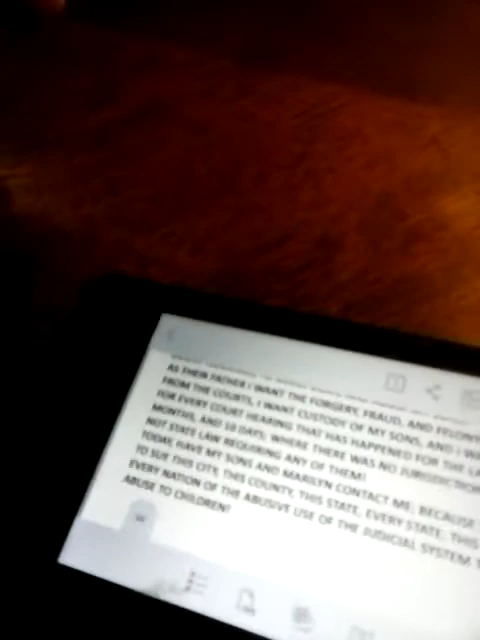 AS THEIR FATHER I WANT THE FORGERY, FRAUD, AND FELONY
FROM THE COURTS, I WANT CUSTODY OF MY SONS, AND I W
FOR EVERY COURT HEARING THAT HAS HAPPENED FOR THE LA
MONTHS, AND 10 DAYS; WHERE THERE WAS NO JURISDICTION
NOT STATE LAW REQUIRING ANY OF THEM!
TODAY, HAVE MY SONS AND MARILYN CONTACT ME; BECAUSE
TO SUE THIS CITY, THIS COUNTY, THIS STATE, EVERY STATE, THIS
EVERY NATION OF THE ABUSIVE USE OF THE JUDICIAL SYSTEM
ABUSE TO CHILDREN!